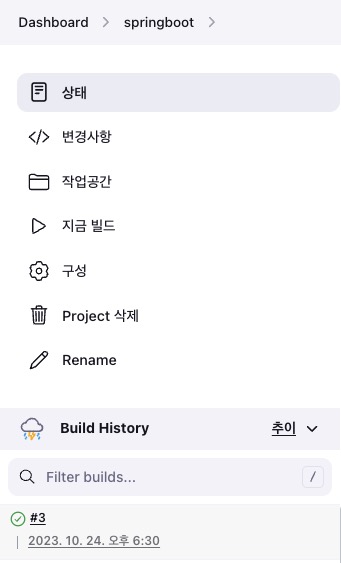 Dashboard > springboot >
상태
변경사항
작업공간
지금 빌드
구성
Project 삭제
Rename
Build History 추이
Filter builds... /
#3
2023. 10. 24. 오후 6:30